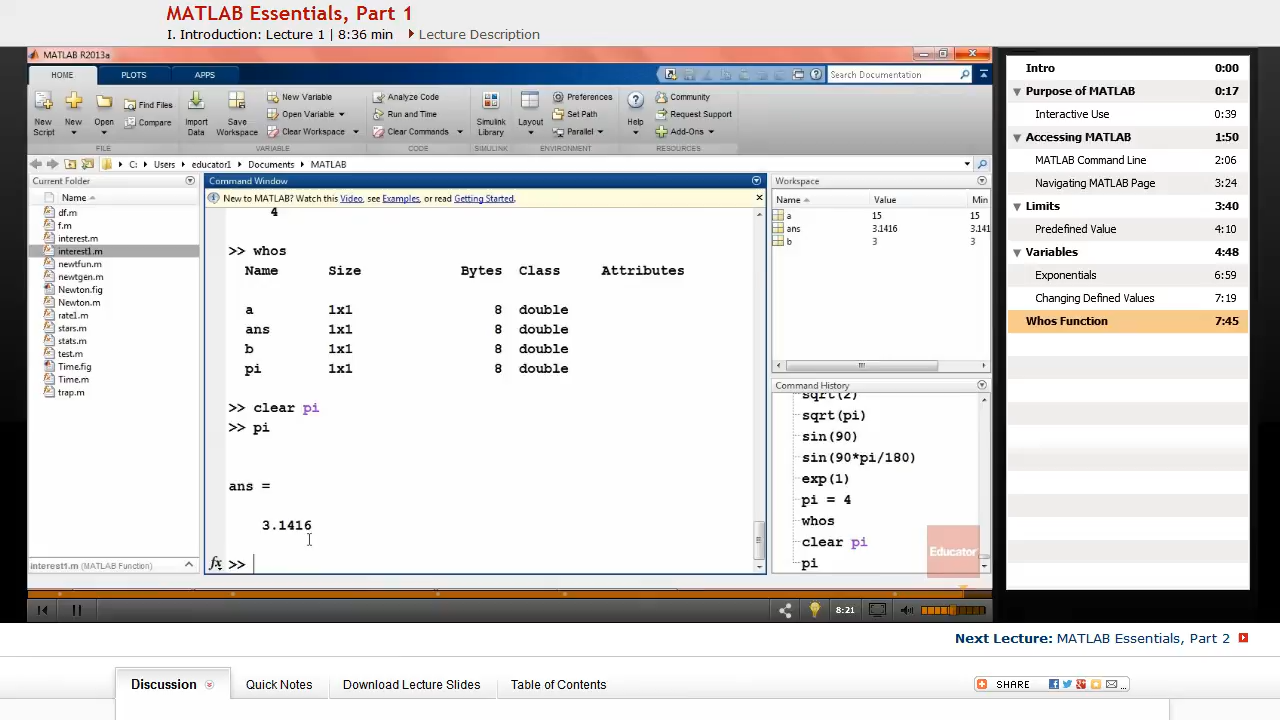 MATLAB Essentials, Part 1
I. Introduction: Lecture 1 | 8:36 min Lecture Description
MATLAB R2013a
HOME PLOTS APPS
Search Documentation
New Script
New
Open
Find Files
Compare
FILE
Import Data
Save Workspace
New Variable
Open Variable
Clear Workspace
VARIABLE
Analyze Code
Run and Time
Clear Commands
CODE
Simulink Library
SIMULINK
Layout
Preferences
Set Path
Parallel
ENVIRONMENT
Help
Community
Request Support
Add-Ons
RESOURCES
C: Users educator1 Documents MATLAB
Current Folder
Name
df.m
f.m
interest.m
interest1.m
newtfun.m
newtgen.m
Newton.fig
Newton.m
rate1.m
stars.m
stats.m
test.m
Time.fig
Time.m
trap.m
interest1.m (MATLAB Function)
Command Window
New to MATLAB? Watch this Video, see Examples, or read Getting Started.
4
>> whos
Name Size Bytes Class Attributes
a 1x1 8 double
ans 1x1 8 double
b 1x1 8 double
pi 1x1 8 double
>> clear pi
>> pi
ans =
3.1416
fx >>
Workspace
Name Value Min
a 15 15
ans 3.1416 3.141
b 3 3
Command History
sqrt(2)
sqrt(pi)
sin(90)
sin(90*pi/180)
exp(1)
pi = 4
whos
clear pi
pi
Educator
8:21
Intro 0:00
Purpose of MATLAB 0:17
Interactive Use 0:39
Accessing MATLAB 1:50
MATLAB Command Line 2:06
Navigating MATLAB Page 3:24
Limits 3:40
Predefined Value 4:10
Variables 4:48
Exponentials 6:59
Changing Defined Values 7:19
Whos Function 7:45
Next Lecture: MATLAB Essentials, Part 2
Discussion Quick Notes Download Lecture Slides Table of Contents
SHARE